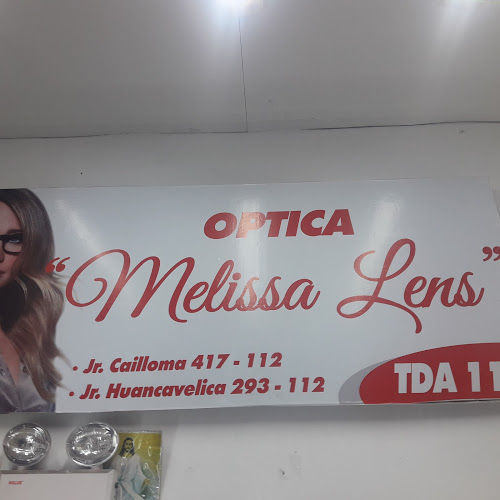 OPTICA
"Melissa Lens"
• Jr. Cailloma 417 - 112
• Jr. Huancavelica 293 - 112
TDA 11